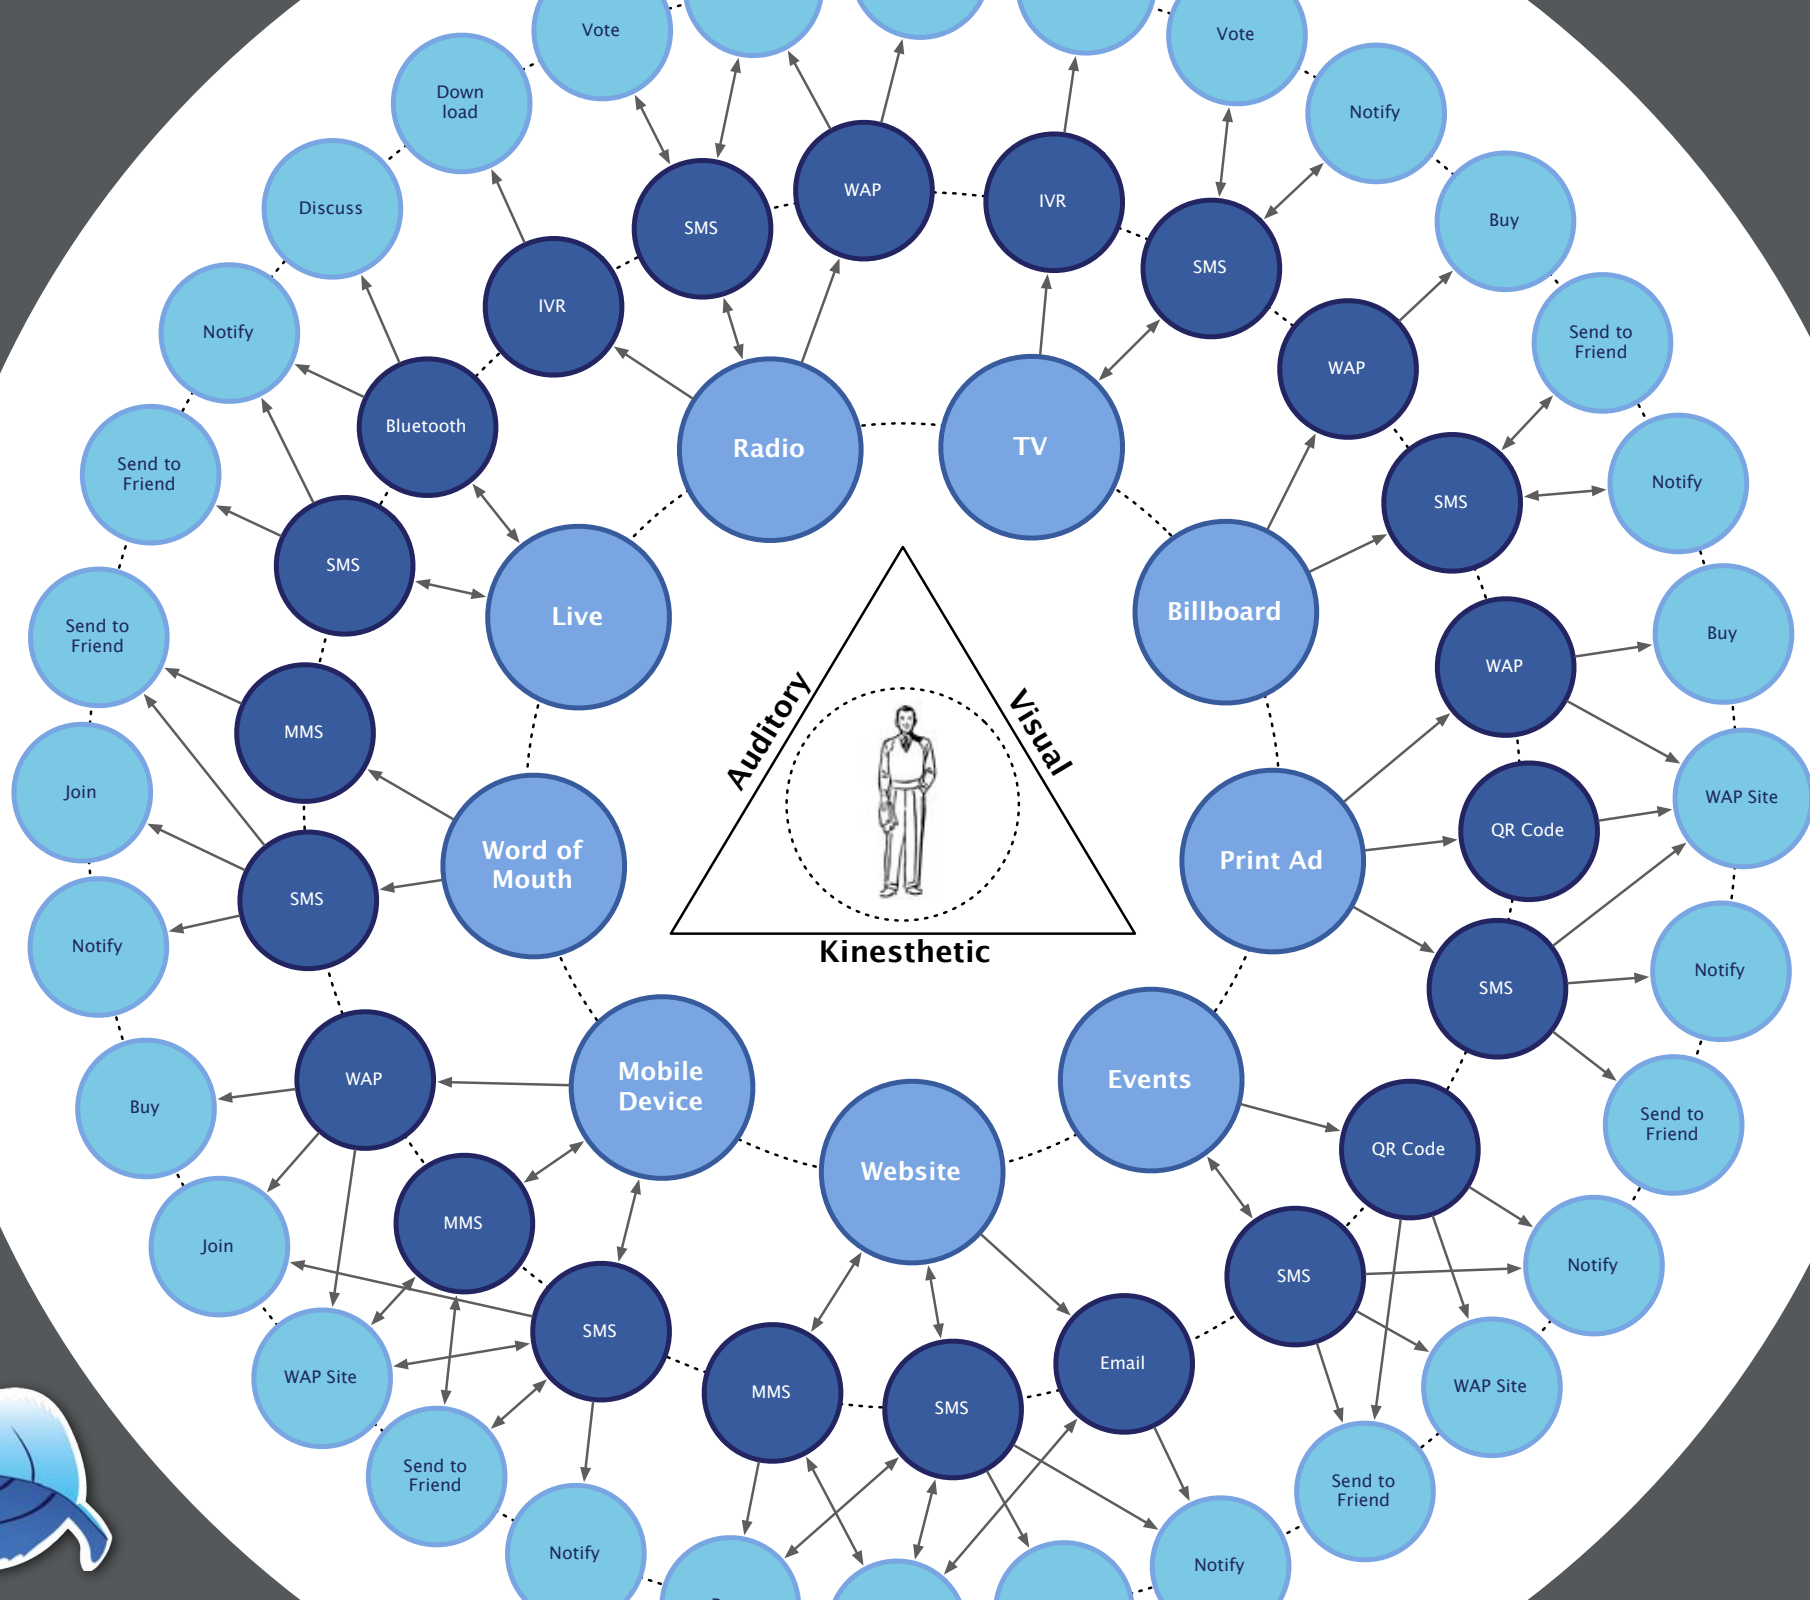 Vote
Vote
Down
load
Notify
Discuss
WAP
IVR
SMS
Buy
SMS
IVR
Notify
Send to
Friend
WAP
Bluetooth
Radio
TV
Send to
Friend
SMS
Notify
SMS
Live
Billboard
Send to
Friend
Buy
WAP
MMS
Auditory
Visual
Join
WAP Site
QR Code
Word of
Mouth
Print Ad
SMS
Notify
Kinesthetic
Notify
SMS
WAP
Mobile
Device
Events
Buy
Send to
Friend
QR Code
Website
MMS
Join
Notify
SMS
SMS
WAP Site
Email
WAP Site
MMS
SMS
Send to
Friend
Send to
Friend
Notify
Notify